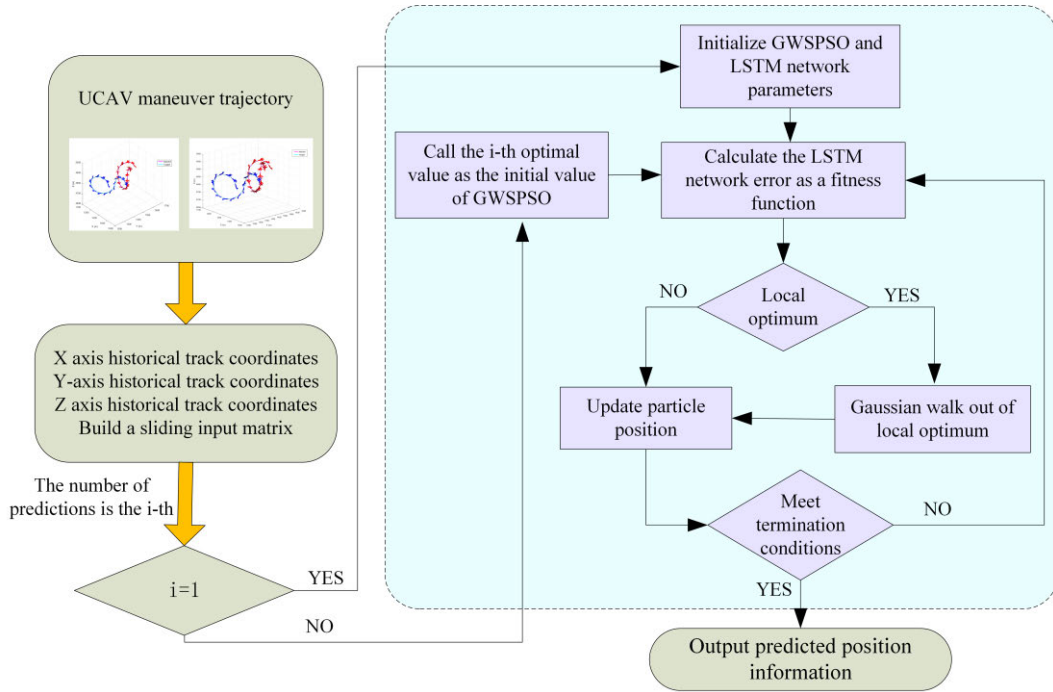 UCAV maneuver trajectory
X axis historical track coordinates
Y-axis historical track coordinates
Z axis historical track coordinates
Build a sliding input matrix
The number of
predictions is the i-th
i=1
YES
NO
Initialize GWSPSO and
LSTM network
parameters
Call the i-th optimal
value as the initial value
of GWSPSO
Calculate the LSTM
network error as a fitness
function
Local
optimum
NO
YES
Update particle
position
Gaussian walk out of
local optimum
Meet
termination
conditions
NO
YES
Output predicted position
information